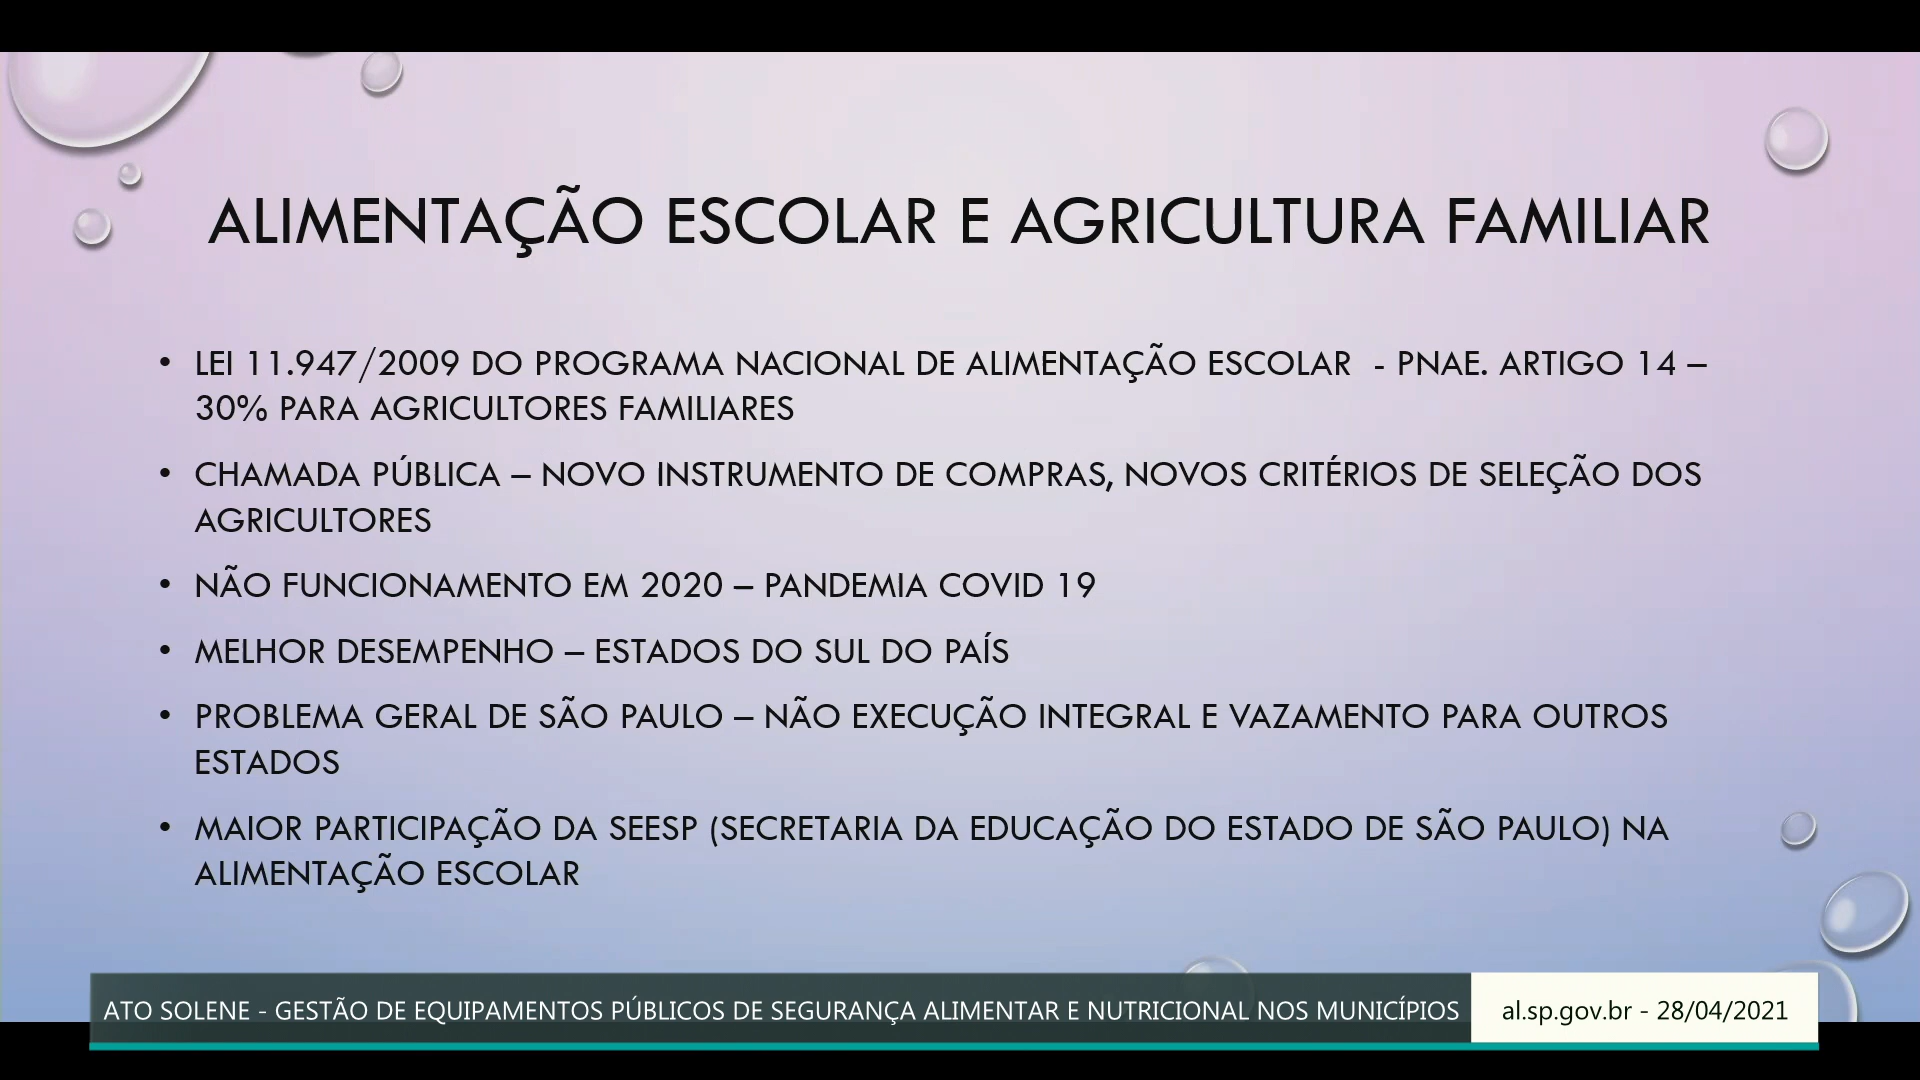 ALIMENTAÇÃO ESCOLAR E AGRICULTURA FAMILIAR
• LEI 11.947/2009 DO PROGRAMA NACIONAL DE ALIMENTAÇÃO ESCOLAR - PNAE. ARTIGO 14 –
30% PARA AGRICULTORES FAMILIARES
• CHAMADA PÚBLICA – NOVO INSTRUMENTO DE COMPRAS, NOVOS CRITÉRIOS DE SELEÇÃO DOS
AGRICULTORES
• NÃO FUNCIONAMENTO EM 2020 – PANDEMIA COVID 19
• MELHOR DESEMPENHO – ESTADOS DO SUL DO PAÍS
• PROBLEMA GERAL DE SÃO PAULO – NÃO EXECUÇÃO INTEGRAL E VAZAMENTO PARA OUTROS
ESTADOS
• MAIOR PARTICIPAÇÃO DA SEESP (SECRETARIA DA EDUCAÇÃO DO ESTADO DE SÃO PAULO) NA
ALIMENTAÇÃO ESCOLAR
ATO SOLENE - GESTÃO DE EQUIPAMENTOS PÚBLICOS DE SEGURANÇA ALIMENTAR E NUTRICIONAL NOS MUNICÍPIOS
al.sp.gov.br - 28/04/2021